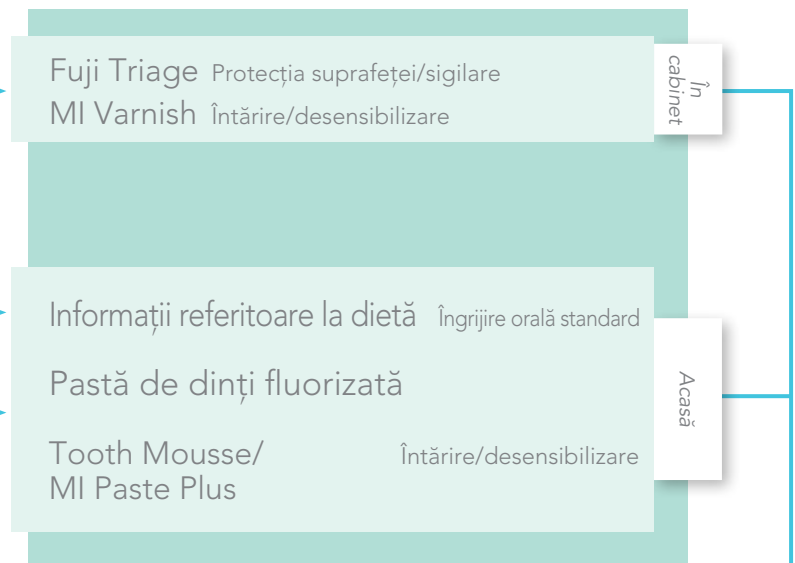 Fuji Triage Protecția suprafeței/sigilare
MI Varnish Întărire/desensibilizare
În
cabinet
Informații referitoare la dietă Îngrijire orală standard
Pastă de dinți fluorizată
Tooth Mousse/ Întărire/desensibilizare
MI Paste Plus
Acasă